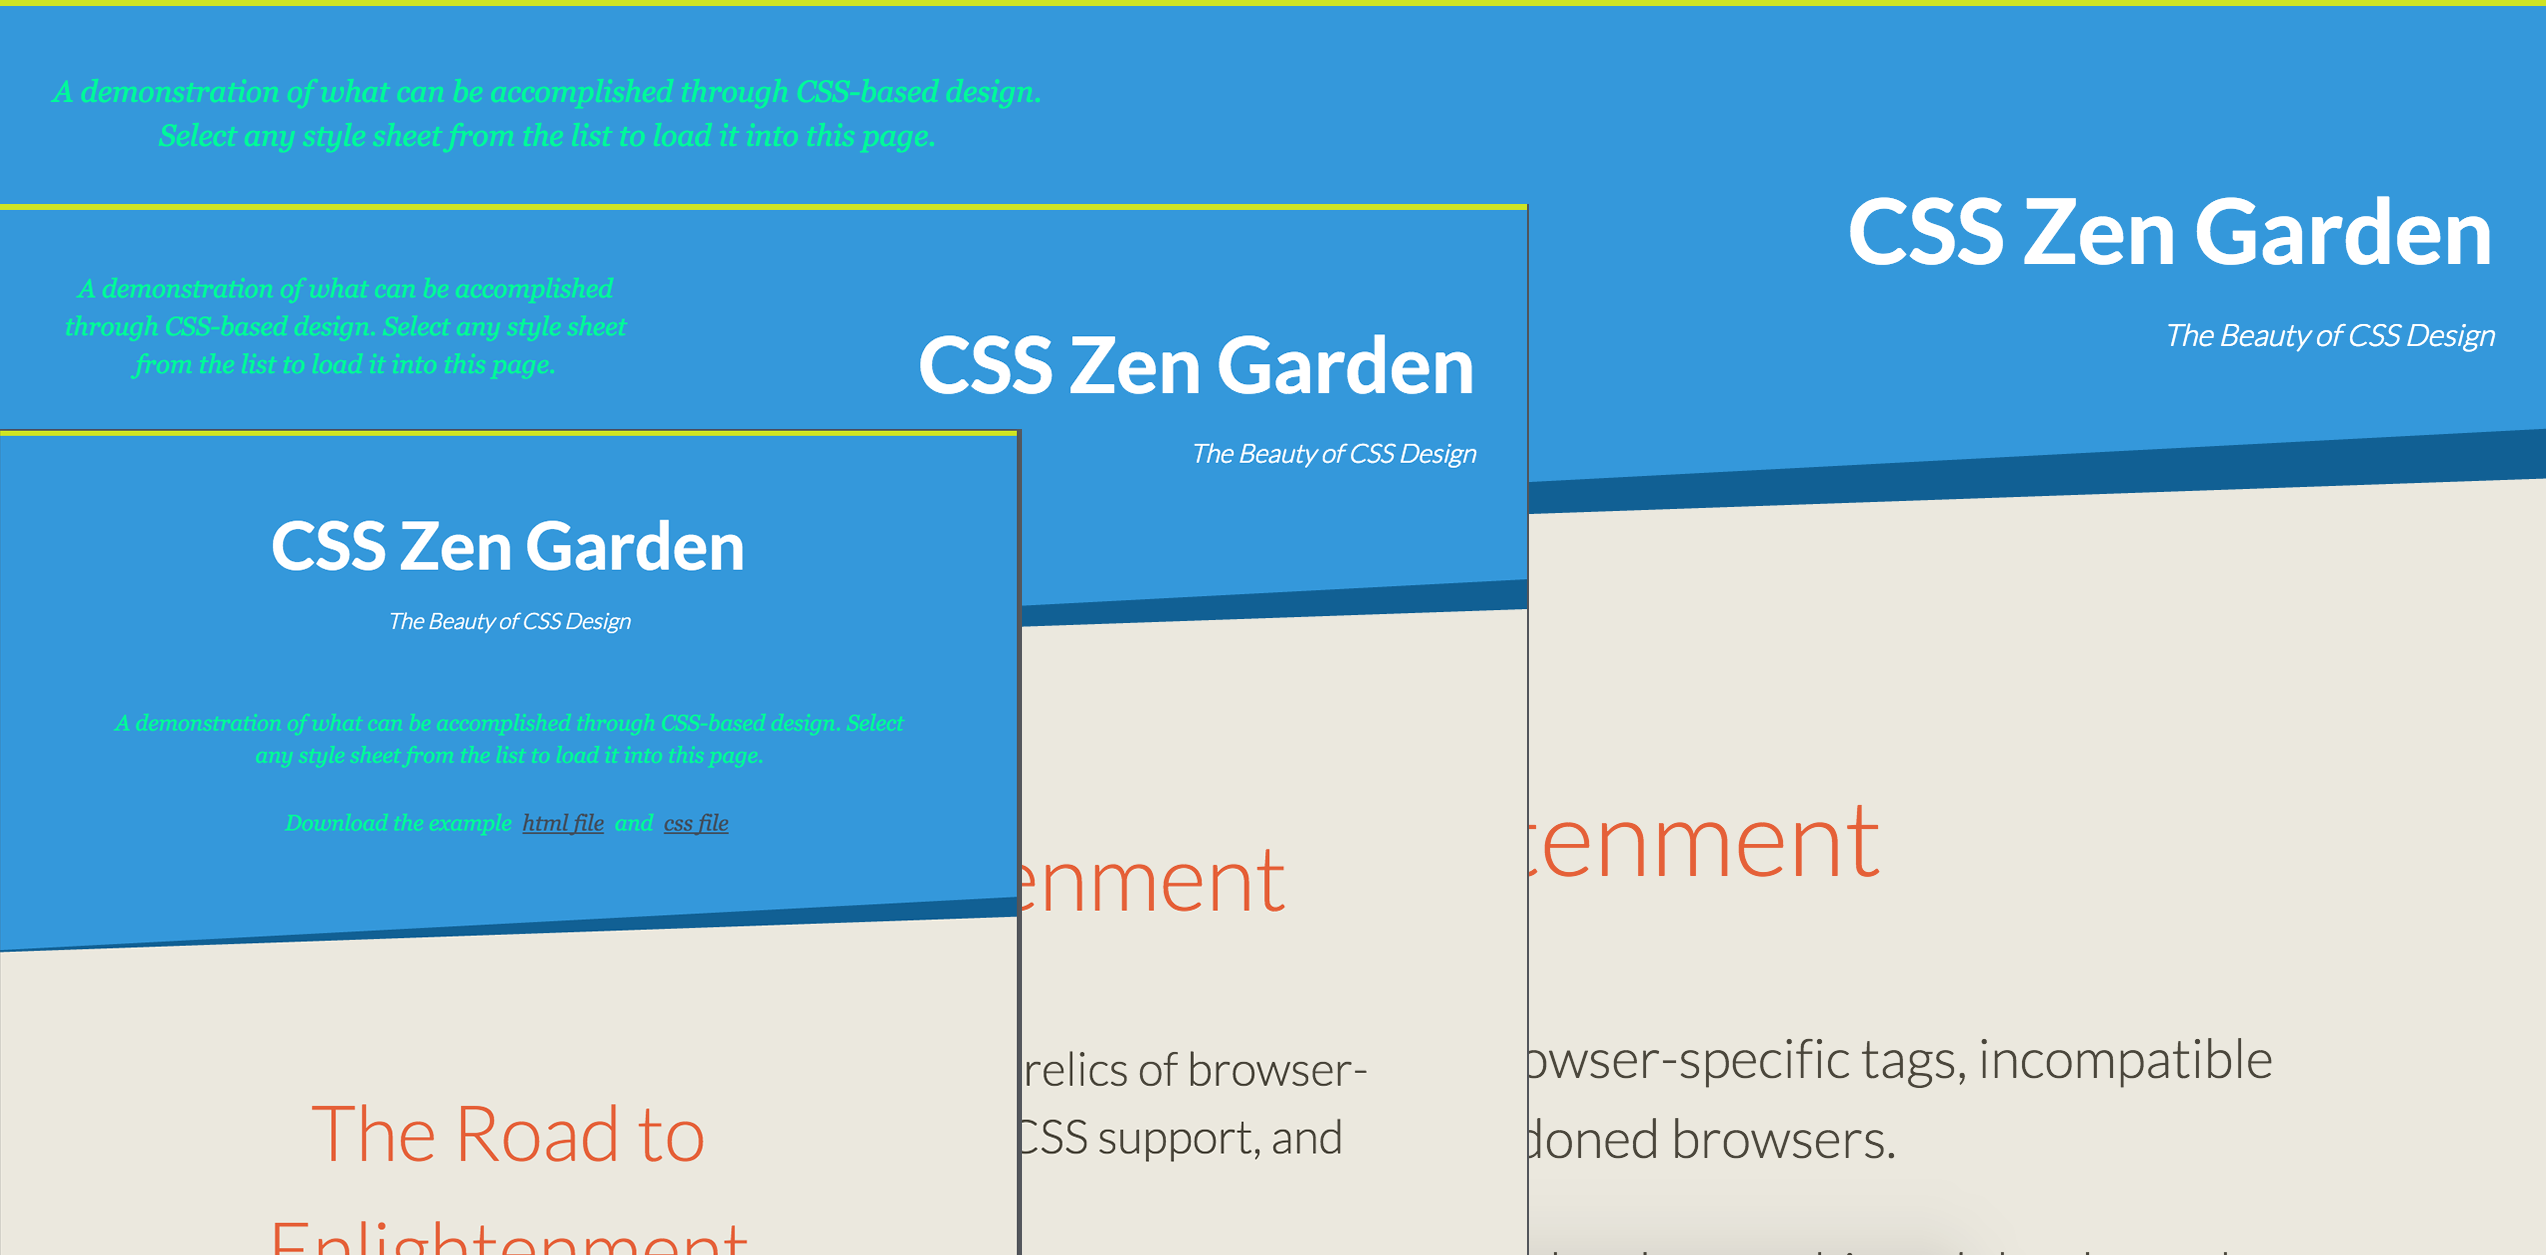 A demonstration of what can be accomplished through CSS-based design.
Select any style sheet from the list to load it into this page.
CSS Zen Garden
The Beauty of CSS Design
A demonstration of what can be accomplished
through CSS-based design. Select any style sheet
from the list to load it into this page.
CSS Zen Garden
The Beauty of CSS Design
CSS Zen Garden
The Beauty of CSS Design
A demonstration of what can be accomplished through CSS-based design. Select
any style sheet from the list to load it into this page.
Download the example html file and css file
The Road to
Enlightenment
enment
relics of browser-
CSS support, and
tenment
owser-specific tags, incompatible
doned browsers.